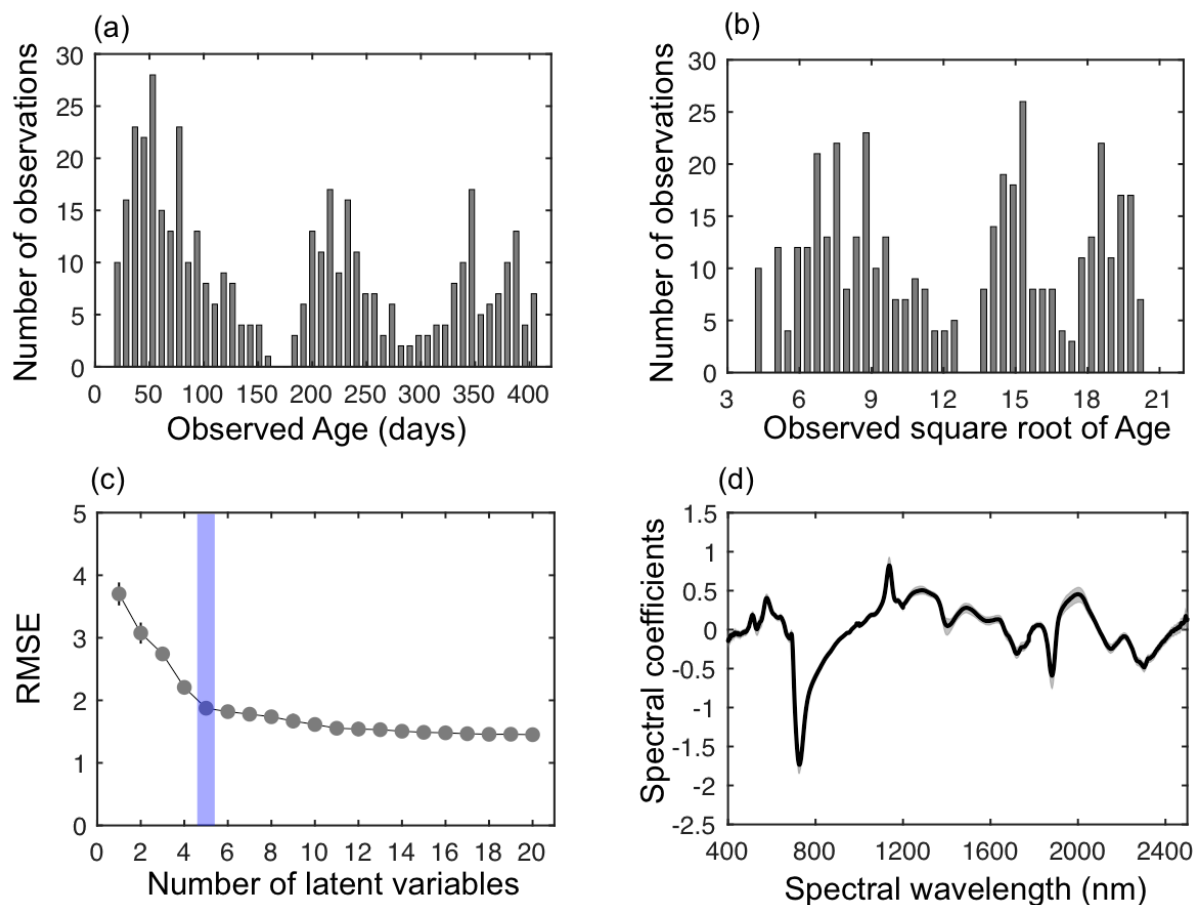 (a)
Number of observations
30
25
20
15
10
5
0
0 50 100 150 200 250 300 350 400
Observed Age (days)
(b)
Number of observations
30
25
20
15
10
5
0
3 6 9 12 15 18 21
Observed square root of Age
(c)
RMSE
5
4
3
2
1
0
0 2 4 6 8 10 12 14 16 18 20
Number of latent variables
(d)
Spectral coefficients
1.5
1
0.5
0
-0.5
-1
-1.5
-2
-2.5
400 800 1200 1600 2000 2400
Spectral wavelength (nm)